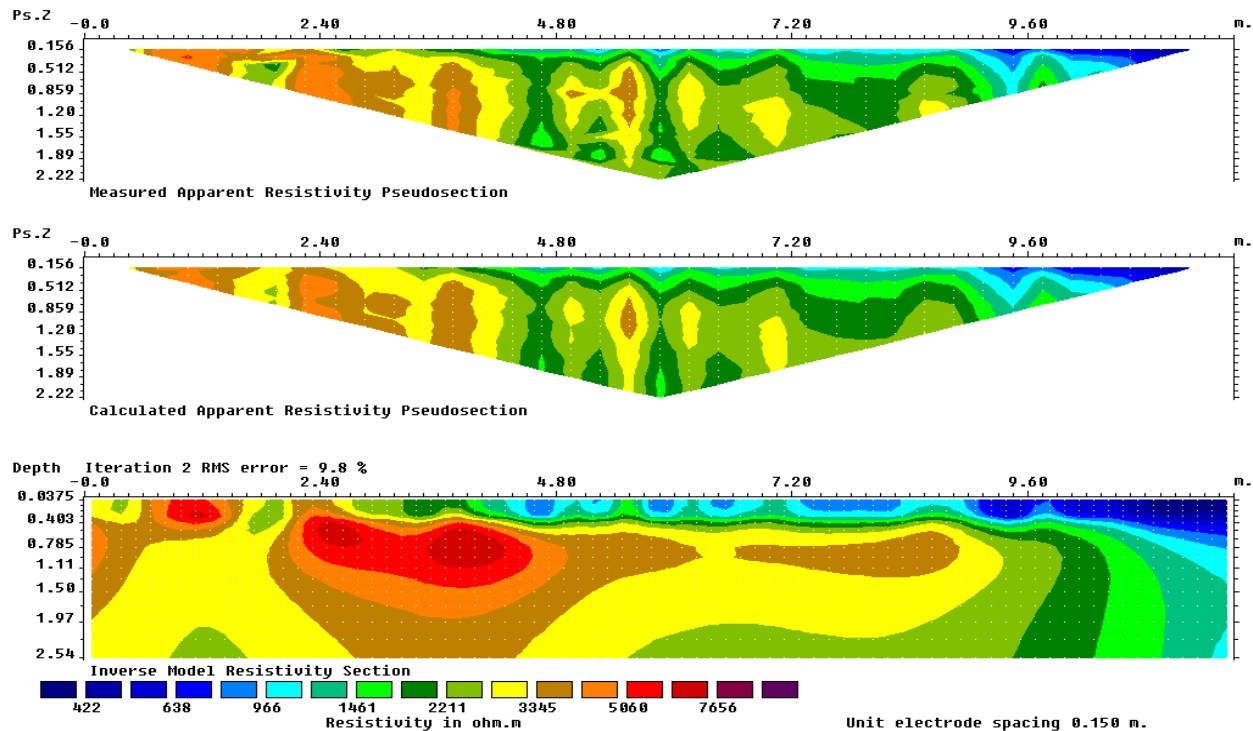 Ps.Z -0.0 2.40 4.80 7.20 9.60 m.
0.156
0.512
0.859
1.20
1.55
1.89
2.22
Measured Apparent Resistivity Pseudosection
Ps.Z -0.0 2.40 4.80 7.20 9.60 m.
0.156
0.512
0.859
1.20
1.55
1.89
2.22
Calculated Apparent Resistivity Pseudosection
Depth Iteration 2 RMS error = 9.8 %
-0.0 2.40 4.80 7.20 9.60 m.
0.0375
0.403
0.785
1.11
1.50
1.97
2.54
Inverse Model Resistivity Section
422 638 966 1461 2211 3345 5060 7656
Resistivity in ohm.m Unit electrode spacing 0.150 m.